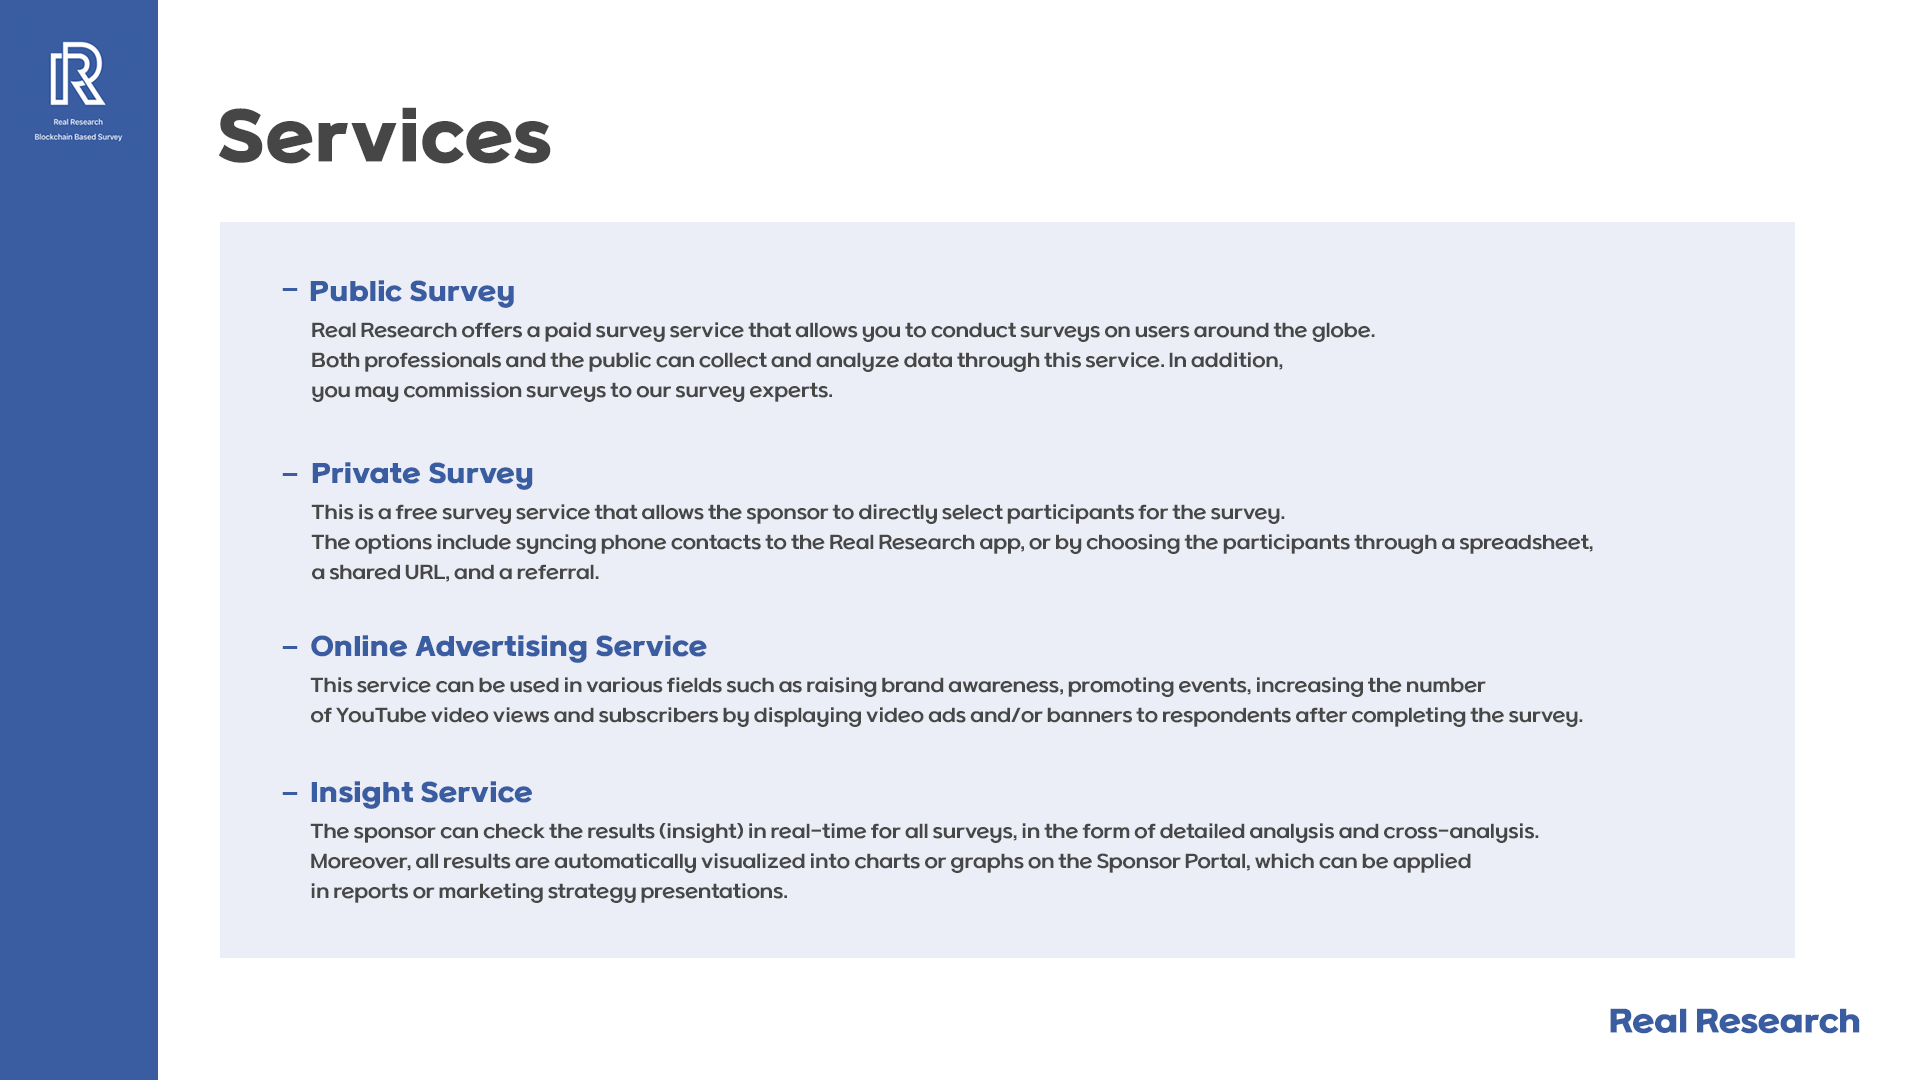 Real Research
Blockchain Based Survey
Services
– Public Survey
Real Research offers a paid survey service that allows you to conduct surveys on users around the globe.
Both professionals and the public can collect and analyze data through this service. In addition,
you may commission surveys to our survey experts.
– Private Survey
This is a free survey service that allows the sponsor to directly select participants for the survey.
The options include syncing phone contacts to the Real Research app, or by choosing the participants through a spreadsheet,
a shared URL, and a referral.
– Online Advertising Service
This service can be used in various fields such as raising brand awareness, promoting events, increasing the number
of YouTube video views and subscribers by displaying video ads and/or banners to respondents after completing the survey.
– Insight Service
The sponsor can check the results (insight) in real-time for all surveys, in the form of detailed analysis and cross-analysis.
Moreover, all results are automatically visualized into charts or graphs on the Sponsor Portal, which can be applied
in reports or marketing strategy presentations.
Real Research